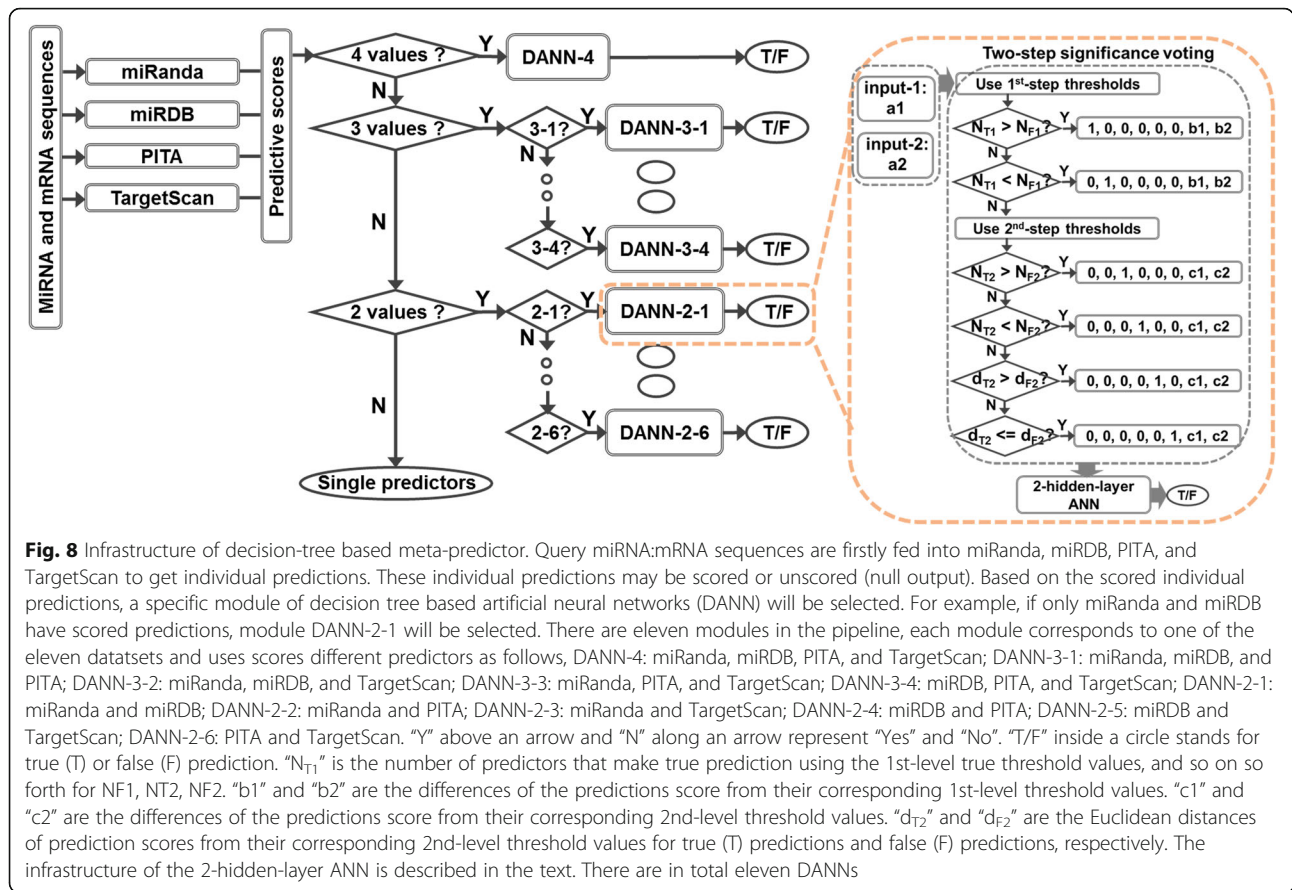 MiRNA and mRNA sequences
miRanda
miRDB
PITA
TargetScan
Predictive scores
4 values ?
Y
DANN-4
T/F
N
3 values ?
Y
3-1?
Y
DANN-3-1
T/F
N
3-4?
Y
DANN-3-4
T/F
N
2 values ?
Y
2-1?
Y
DANN-2-1
T/F
N
2-6?
Y
DANN-2-6
T/F
N
Single predictors
Two-step significance voting
input-1:
a1
input-2:
a2
Use 1st-step thresholds
NT1 > NF1?
Y
1, 0, 0, 0, 0, 0, b1, b2
N
NT1 < NF1?
Y
0, 1, 0, 0, 0, 0, b1, b2
N
Use 2nd-step thresholds
NT2 > NF2?
Y
0, 0, 1, 0, 0, 0, c1, c2
N
NT2 < NF2?
Y
0, 0, 0, 1, 0, 0, c1, c2
N
dT2 > dF2?
Y
0, 0, 0, 0, 1, 0, c1, c2
N
dT2 <= dF2?
Y
0, 0, 0, 0, 0, 1, c1, c2
2-hidden-layer
ANN
T/F
Fig. 8 Infrastructure of decision-tree based meta-predictor. Query miRNA:mRNA sequences are firstly fed into miRanda, miRDB, PITA, and
TargetScan to get individual predictions. These individual predictions may be scored or unscored (null output). Based on the scored individual
predictions, a specific module of decision tree based artificial neural networks (DANN) will be selected. For example, if only miRanda and miRDB
have scored predictions, module DANN-2-1 will be selected. There are eleven modules in the pipeline, each module corresponds to one of the
eleven datatsets and uses scores different predictors as follows, DANN-4: miRanda, miRDB, PITA, and TargetScan; DANN-3-1: miRanda, miRDB, and
PITA; DANN-3-2: miRanda, miRDB, and TargetScan; DANN-3-3: miRanda, PITA, and TargetScan; DANN-3-4: miRDB, PITA, and TargetScan; DANN-2-1:
miRanda and miRDB; DANN-2-2: miRanda and PITA; DANN-2-3: miRanda and TargetScan; DANN-2-4: miRDB and PITA; DANN-2-5: miRDB and
TargetScan; DANN-2-6: PITA and TargetScan. “Y” above an arrow and “N” along an arrow represent “Yes” and “No”. “T/F” inside a circle stands for
true (T) or false (F) prediction. “NT1” is the number of predictors that make true prediction using the 1st-level true threshold values, and so on so
forth for NF1, NT2, NF2. “b1” and “b2” are the differences of the predictions score from their corresponding 1st-level threshold values. “c1” and
“c2” are the differences of the predictions score from their corresponding 2nd-level threshold values. “dT2” and “dF2” are the Euclidean distances
of prediction scores from their corresponding 2nd-level threshold values for true (T) predictions and false (F) predictions, respectively. The
infrastructure of the 2-hidden-layer ANN is described in the text. There are in total eleven DANNs